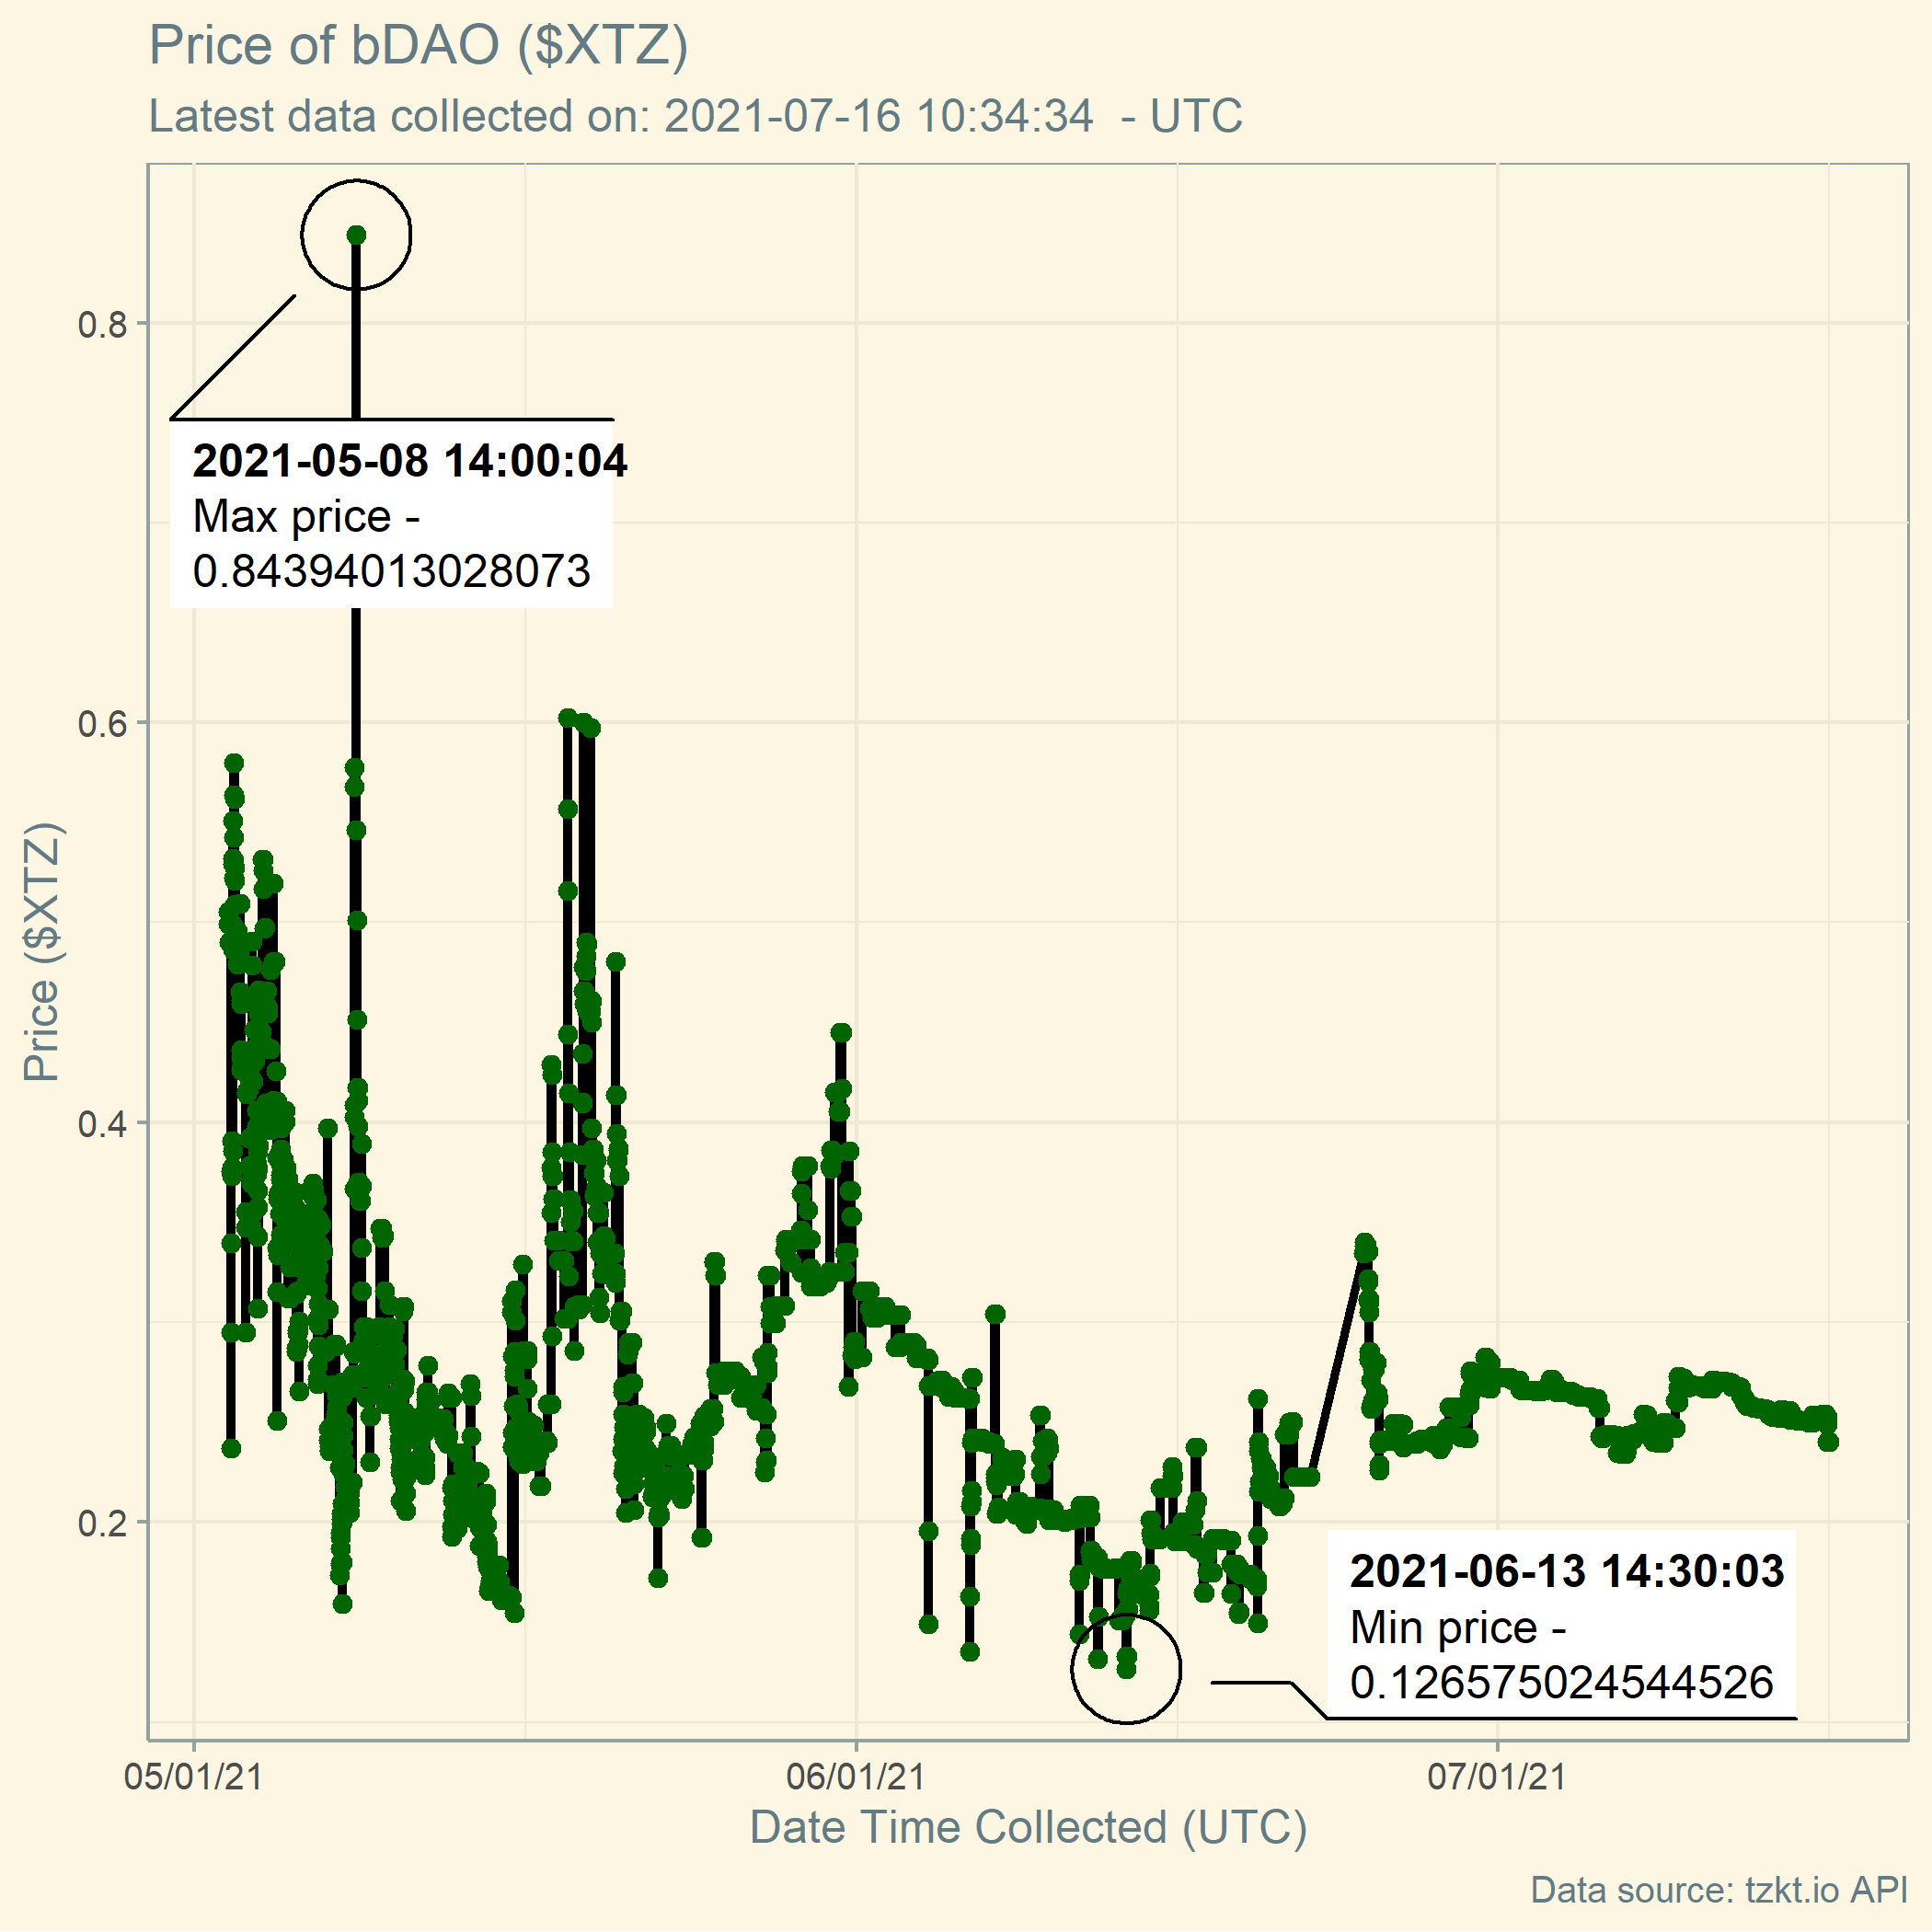 Price of bDAO ($XTZ)
Latest data collected on: 2021-07-16 10:34:34  - UTC
0.8
0.6
0.4
0.2
Price ($XTZ)
2021-05-08 14:00:04
Max price -
0.84394013028073
2021-06-13 14:30:03
Min price -
0.126575024544526
05/01/21
06/01/21
07/01/21
Date Time Collected (UTC)
Data source: tzkt.io API